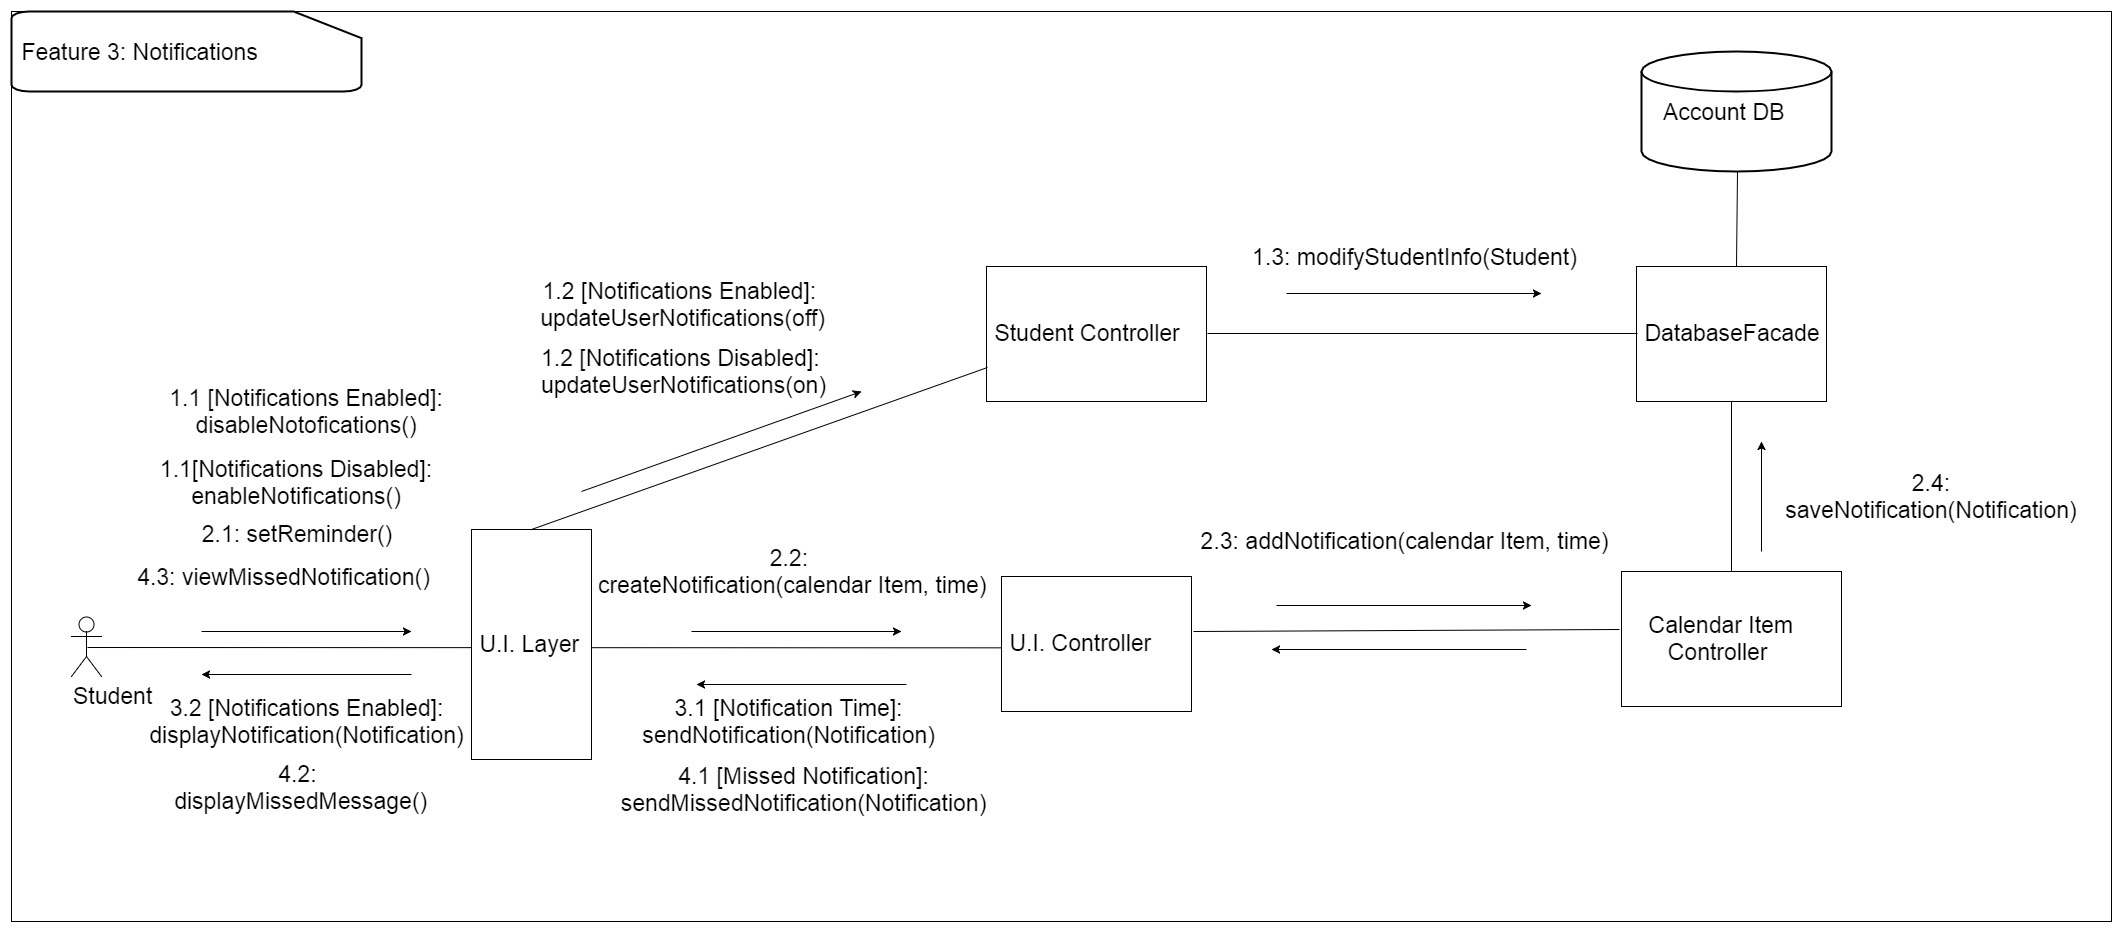 Feature 3: Notifications
Account DB
1.3: modifyStudentInfo(Student)
1.2 [Notifications Enabled]:
updateUserNotifications(off)
1.2 [Notifications Disabled]:
updateUserNotifications(on)
Student Controller
DatabaseFacade
1.1 [Notifications Enabled]:
disableNotofications()
1.1[Notifications Disabled]:
enableNotifications()
2.1: setReminder()
4.3: viewMissedNotification()
2.4:
saveNotification(Notification)
2.2:
createNotification(calendar Item, time)
2.3: addNotification(calendar Item, time)
Student
U.I. Layer
U.I. Controller
Calendar Item
Controller
3.2 [Notifications Enabled]:
displayNotification(Notification)
4.2:
displayMissedMessage()
3.1 [Notification Time]:
sendNotification(Notification)
4.1 [Missed Notification]:
sendMissedNotification(Notification)